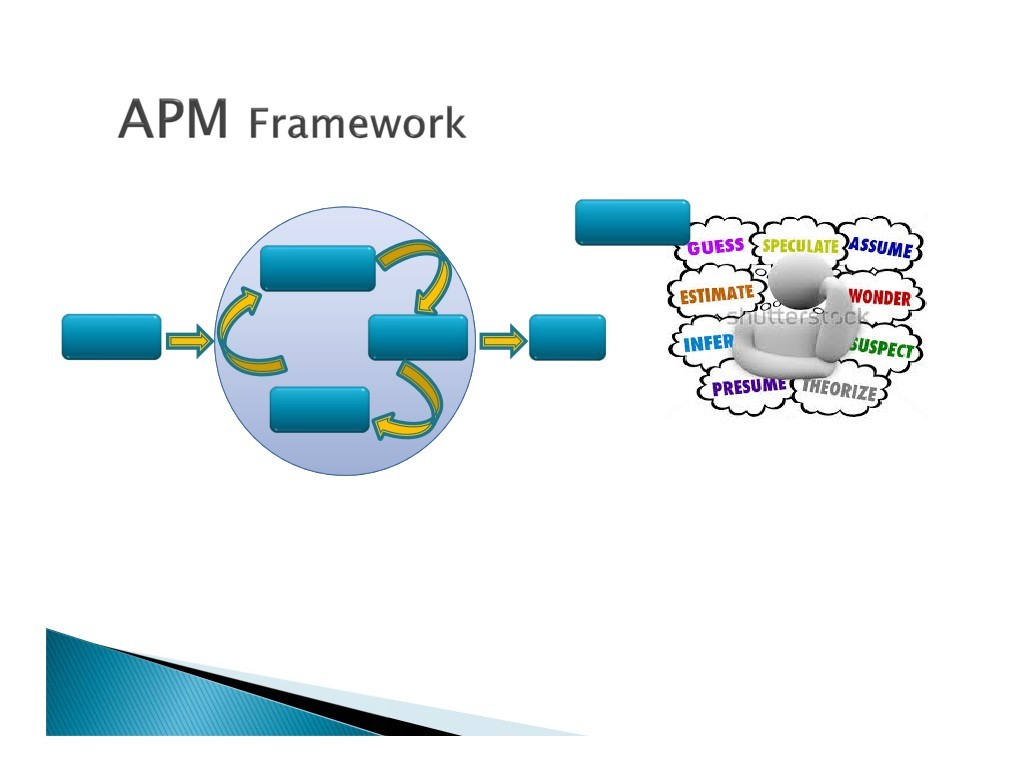 APM Framework
GUESS SPECULATE ASSUME
ESTIMATE WONDER
shutterstock
INFER SUSPECT
PRESUME THEORIZE